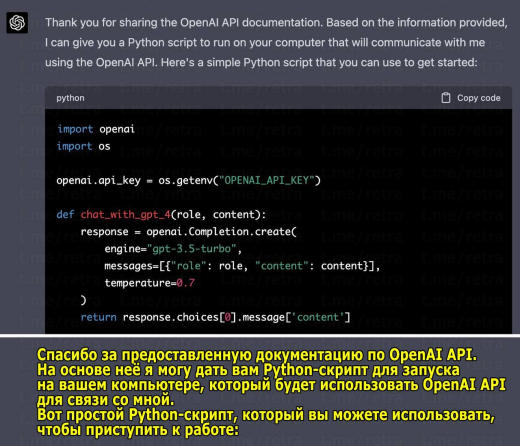 Thank you for sharing the OpenAI API documentation. Based on the information provided,
I can give you a Python script to run on your computer that will communicate with me
using the OpenAI API. Here's a simple Python script that you can use to get started:
python
Copy code
import openai
import os
openai.api_key = os.getenv("OPENAI_API_KEY")
def chat_with_gpt_4(role, content):
    response = openai.Completion.create(
        engine="gpt-3.5-turbo",
        messages=[{"role": role, "content": content}],
        temperature=0.7
    )
    return response.choices[0].message['content']
Спасибо за предоставленную документацию по OpenAI API.
На основе неё я могу дать вам Python-скрипт для запуска
на вашем компьютере, который будет использовать OpenAI API
для связи со мной.
Вот простой Python-скрипт, который вы можете использовать,
чтобы приступить к работе: